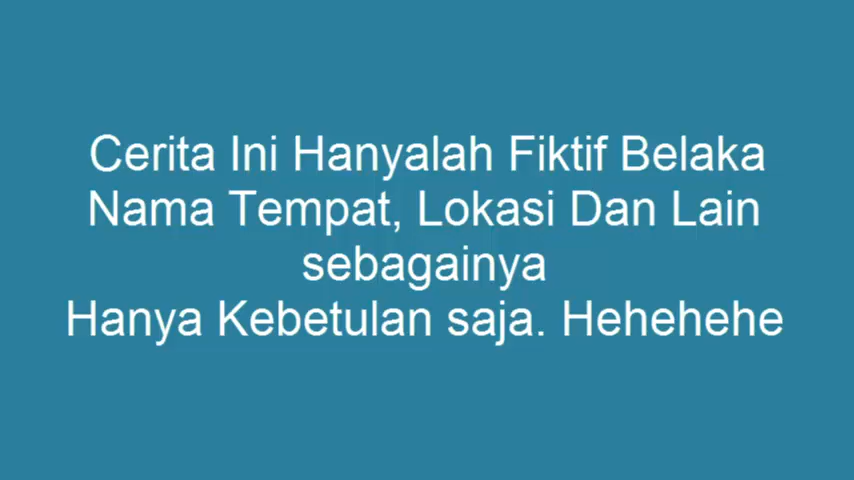 Cerita Ini Hanyalah Fiktif Belaka
Nama Tempat, Lokasi Dan Lain
sebagainya
Hanya Kebetulan saja. Hehehehe